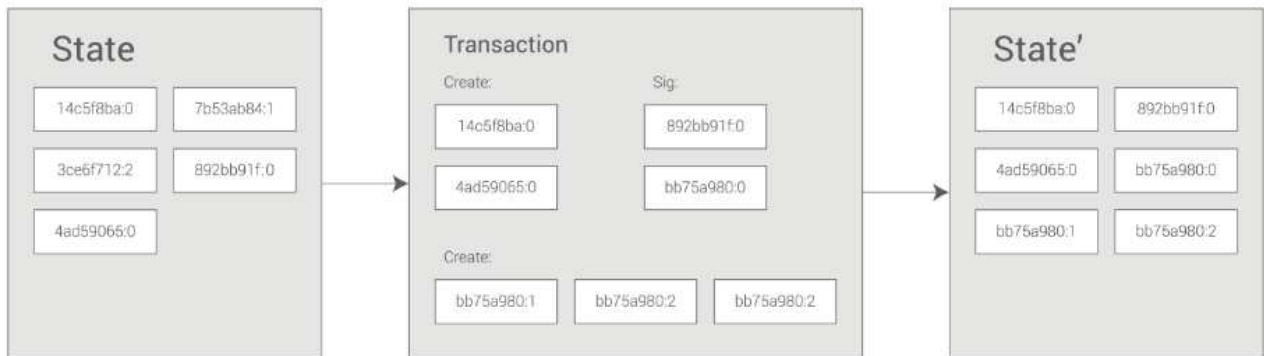 State
14c5f8ba:0 7b53ab84:1
3ce6f712:2 892bb91f:0
4ad59065:0
Transaction
Create: Sig:
14c5f8ba:0 892bb91f:0
4ad59065:0 bb75a980:0
Create:
bb75a980:1 bb75a980:2 bb75a980:2
State’
14c5f8ba:0 892bb91f:0
4ad59065:0 bb75a980:0
bb75a980:1 bb75a980:2